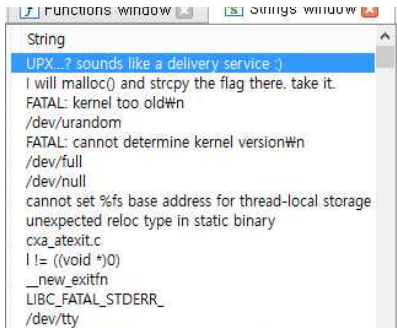 Functions window Strings window
String
UPX...? sounds like a delivery service :)
I will malloc() and strcpy the flag there. take it.
FATAL: kernel too old₩n
/dev/urandom
FATAL: cannot determine kernel version₩n
/dev/full
/dev/null
cannot set %fs base address for thread-local storage
unexpected reloc type in static binary
cxa_atexit.c
l != ((void *)0)
__new_exitfn
LIBC_FATAL_STDERR_
/dev/tty